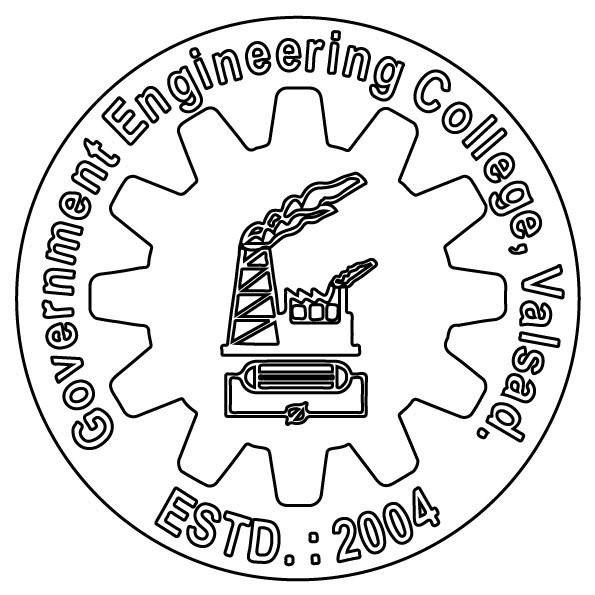 Government Engineering College, Valsad.
ESTD. : 2004